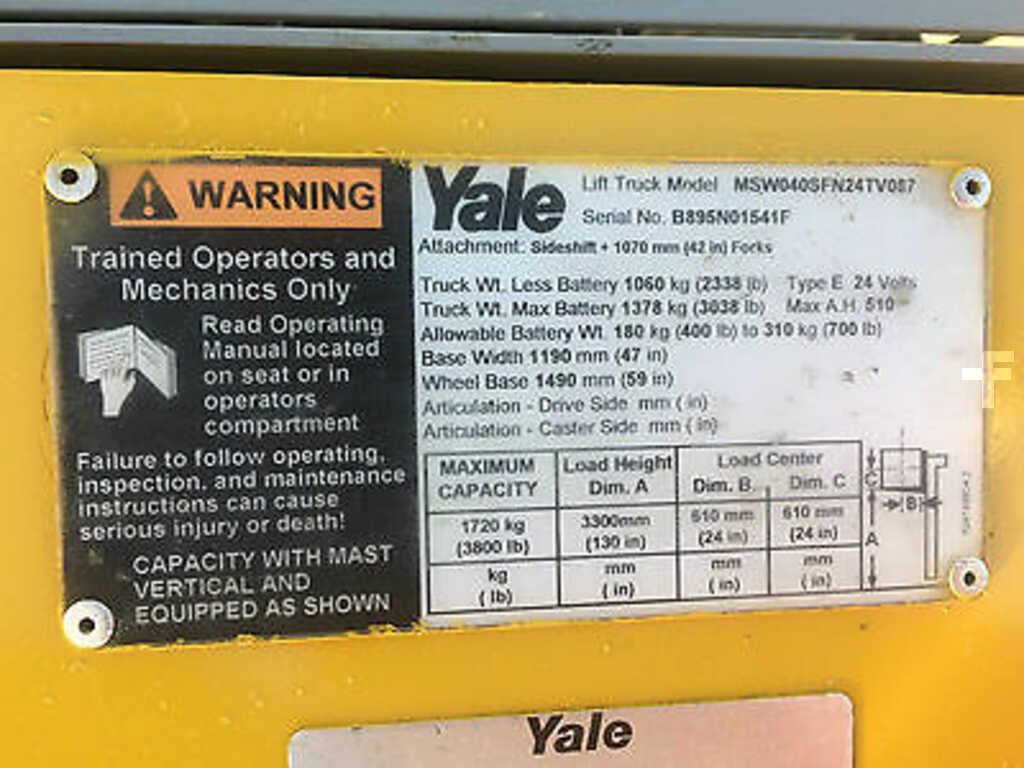 WARNING
Trained Operators and
Mechanics Only
Read Operating
Manual located
on seat or in
operators
compartment
Failure to follow operating,
inspection, and maintenance
instructions can cause
serious injury or death!
CAPACITY WITH MAST
VERTICAL AND
EQUIPPED AS SHOWN
Yale
Lift Truck Model MSW040SFN24TV087
Serial No. B895N01541F
Attachment: Sideshift + 1070 mm (42 in) Forks
Truck Wt. Less Battery 1060 kg (2338 lb) Type E 24 Volts
Truck Wt. Max Battery 1378 kg (3038 lb) Max A.H. 510
Allowable Battery Wt. 180 kg (400 lb) to 310 kg (700 lb)
Base Width 1190 mm (47 in)
Wheel Base 1490 mm (59 in)
Articulation - Drive Side mm ( in)
Articulation - Caster Side mm ( in)
MAXIMUM CAPACITY Load Height Dim. A Load Center Dim. B Dim. C
1720 kg 3300mm 610 mm 610 mm
(3800 lb) (130 in) (24 in) (24 in)
kg mm mm mm
( lb) ( in) ( in) ( in)
C
B
A
Yale
F